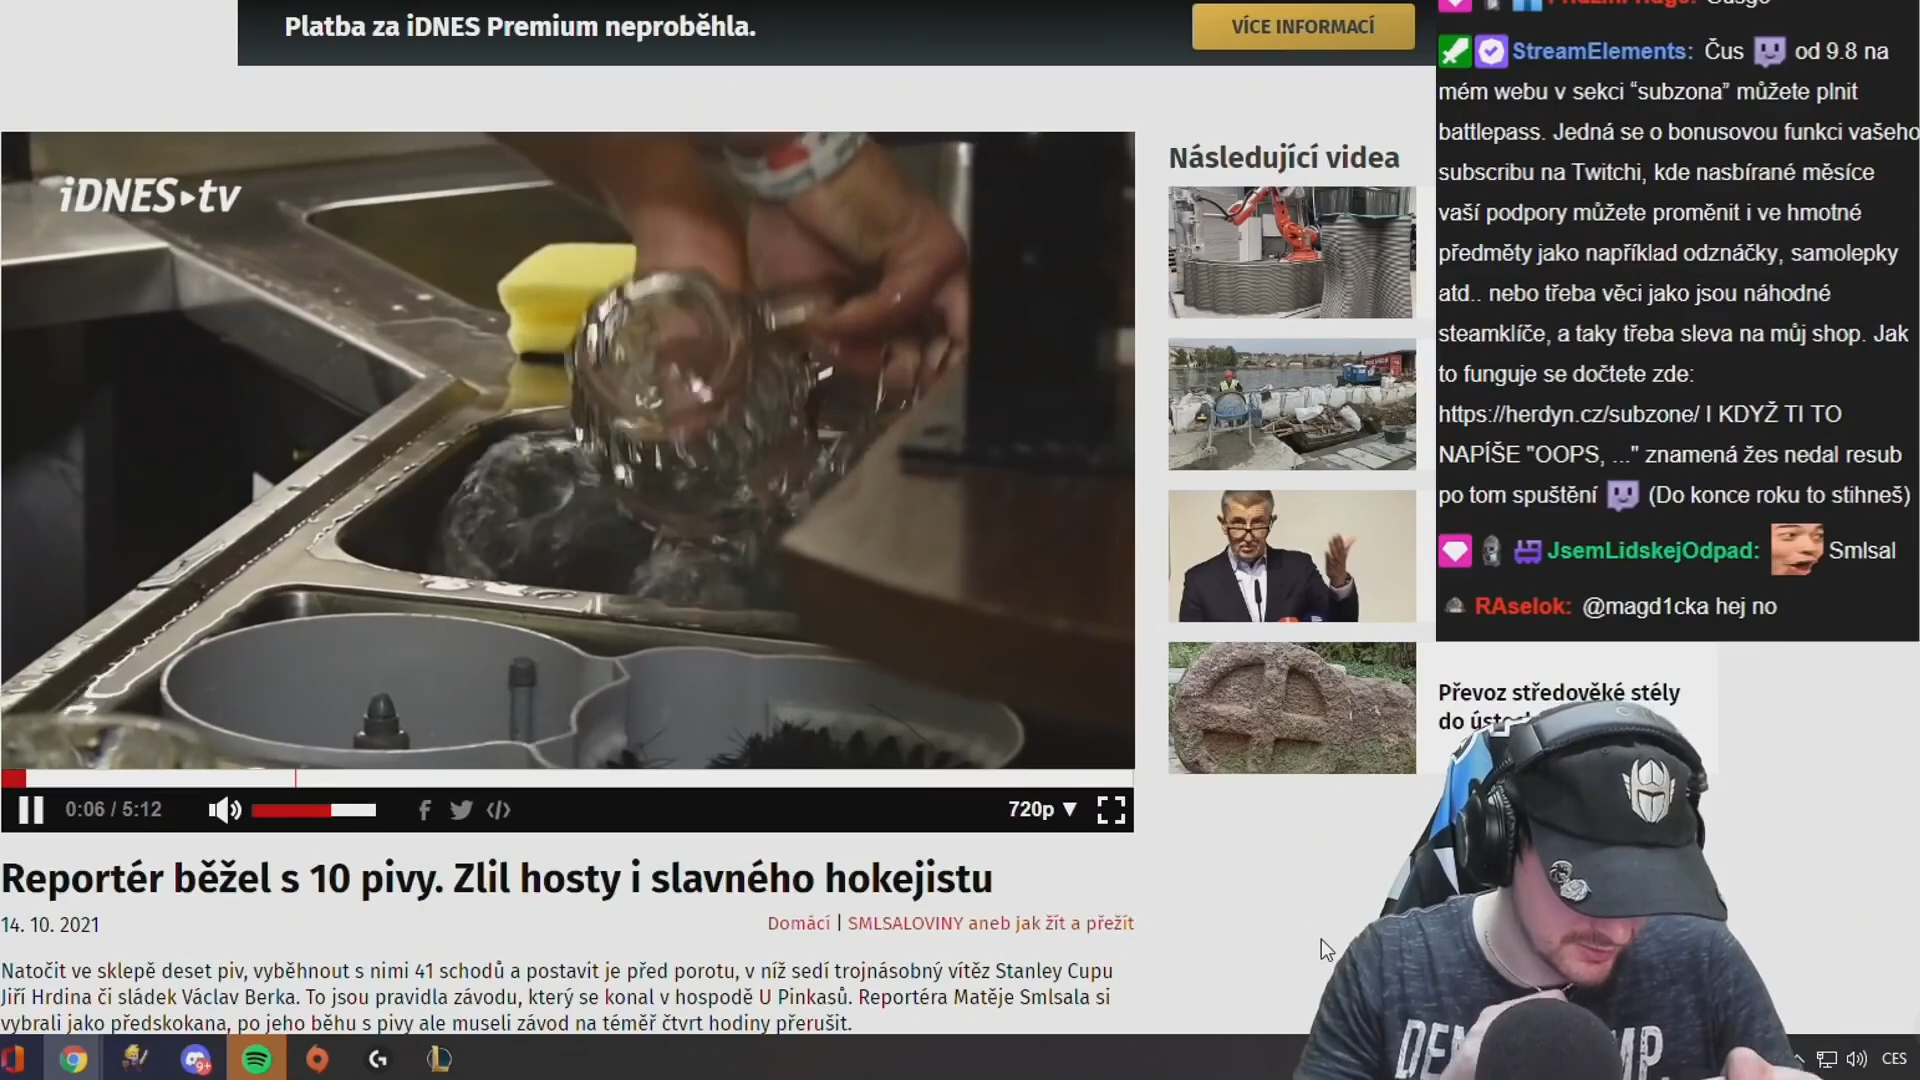 Platba za iDNES Premium neproběhla.
VÍCE INFORMACÍ
iDNES tv
Následující videa
Převoz středověké stély
0:06 / 5:12
720p
Reportér běžel s 10 pivy. Zlil hosty i slavného hokejistu
14. 10. 2021
Domácí | SMLSALOVINY aneb jak žít a přežít
Natočit ve sklepě deset piv, vyběhnout s nimi 41 schodů a postavit je před porotu, v níž sedí trojnásobný vítěz Stanley Cupu
Jiří Hrdina či sládek Václav Berka. To jsou pravidla závodu, který se konal v hospodě U Pinkasů. Reportéra Matěje Smlsala si
vybrali jako předskokana, po jeho běhu s pivy ale museli závod na téměř čtvrt hodiny přerušit.
StreamElements: Čus od 9.8 na
mém webu v sekci “subzona” můžete plnit
battlepass. Jedná se o bonusovou funkci vašeho
subscribu na Twitchi, kde nasbírané měsíce
vaší podpory můžete proměnit i ve hmotné
předměty jako například odznáčky, samolepky
atd.. nebo třeba věci jako jsou náhodné
steamklíče, a taky třeba sleva na můj shop. Jak
to funguje se dočtete zde:
https://herdyn.cz/subzone/ I KDYŽ TI TO
NAPÍŠE "OOPS, ..." znamená žes nedal resub
po tom spuštění (Do konce roku to stihneš)
JsemLidskejOdpad: Smlsal
RAselok: @magd1cka hej no
9+
CES